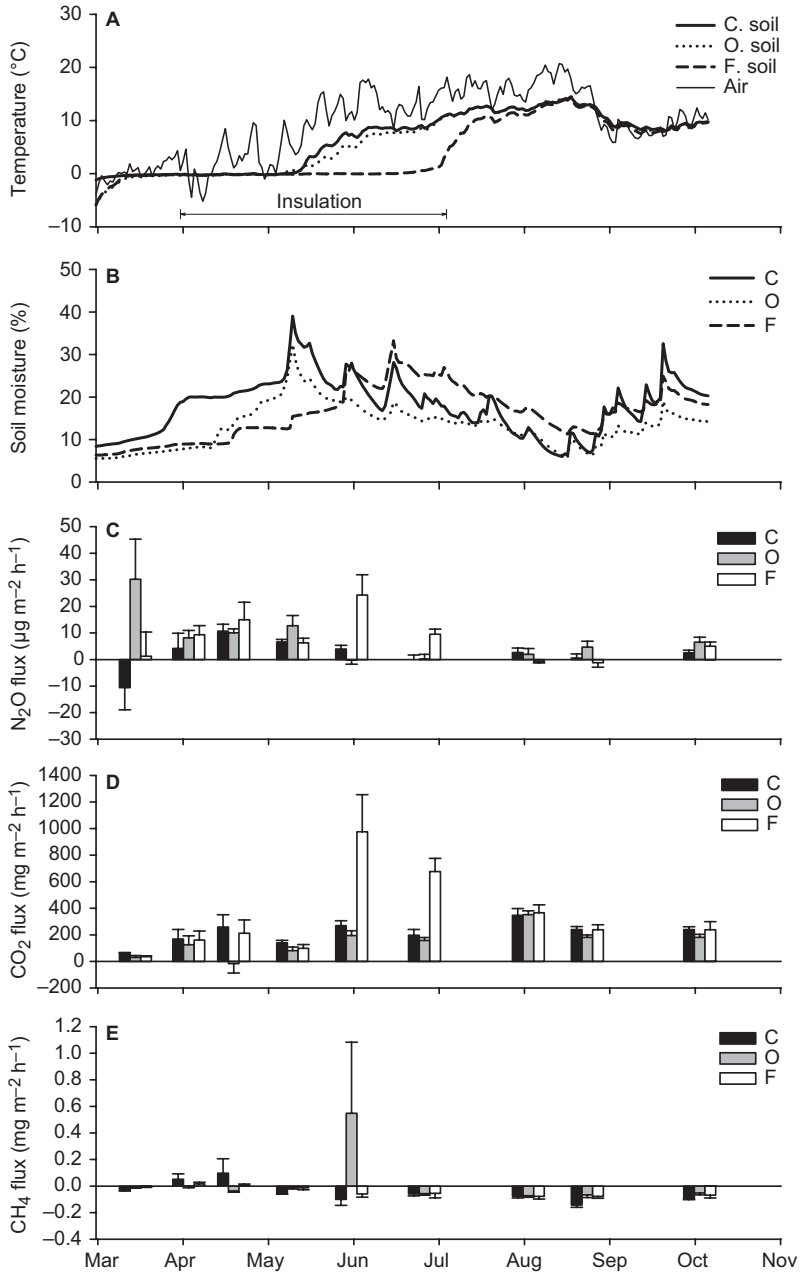 A
Temperature (°C)
30
20
10
0
–10
C. soil
O. soil
F. soil
Air
Insulation
B
Soil moisture (%)
50
40
30
20
10
0
C
O
F
C
N₂O flux (µg m⁻² h⁻¹)
50
40
30
20
10
0
–10
–20
–30
C
O
F
D
CO₂ flux (mg m⁻² h⁻¹)
1400
1200
1000
800
600
400
200
0
–200
C
O
F
E
CH₄ flux (mg m⁻² h⁻¹)
1.2
1.0
0.8
0.6
0.4
0.2
0.0
–0.2
–0.4
C
O
F
Mar Apr May Jun Jul Aug Sep Oct Nov